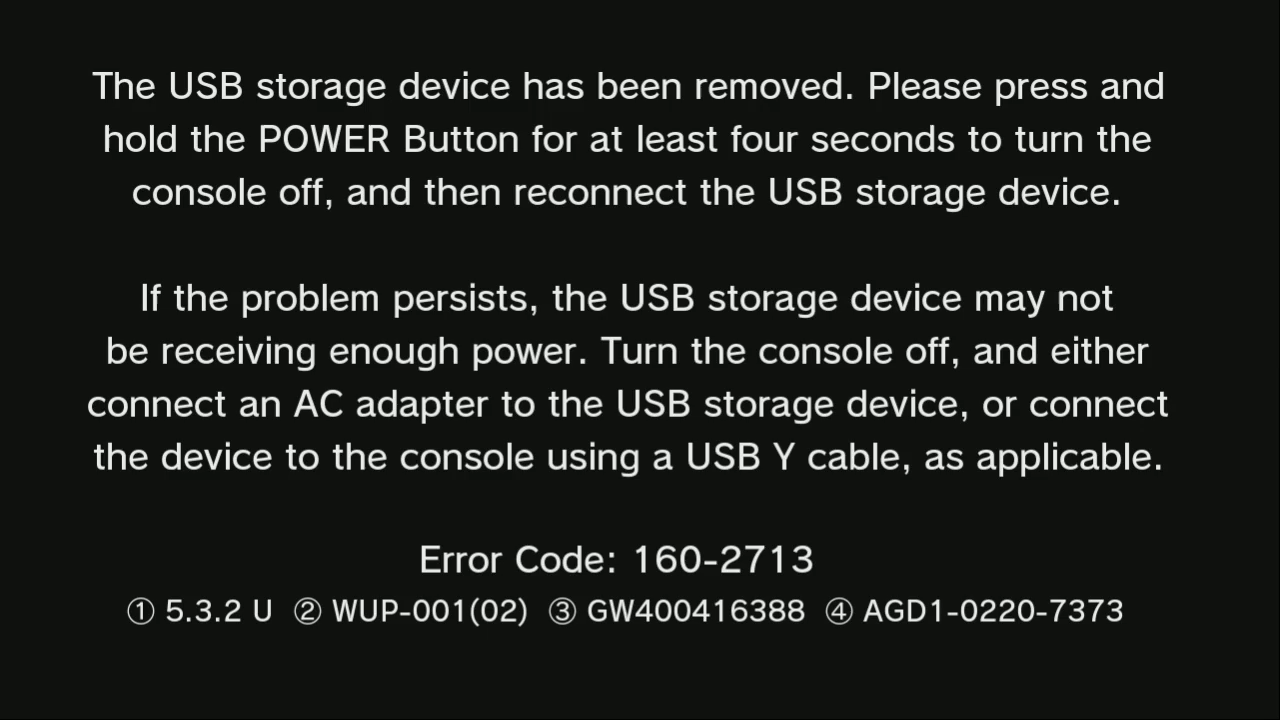 The USB storage device has been removed. Please press and
hold the POWER Button for at least four seconds to turn the
console off, and then reconnect the USB storage device.
If the problem persists, the USB storage device may not
be receiving enough power. Turn the console off, and either
connect an AC adapter to the USB storage device, or connect
the device to the console using a USB Y cable, as applicable.
Error Code: 160-2713
① 5.3.2 U ② WUP-001(02) ③ GW400416388 ④ AGD1-0220-7373